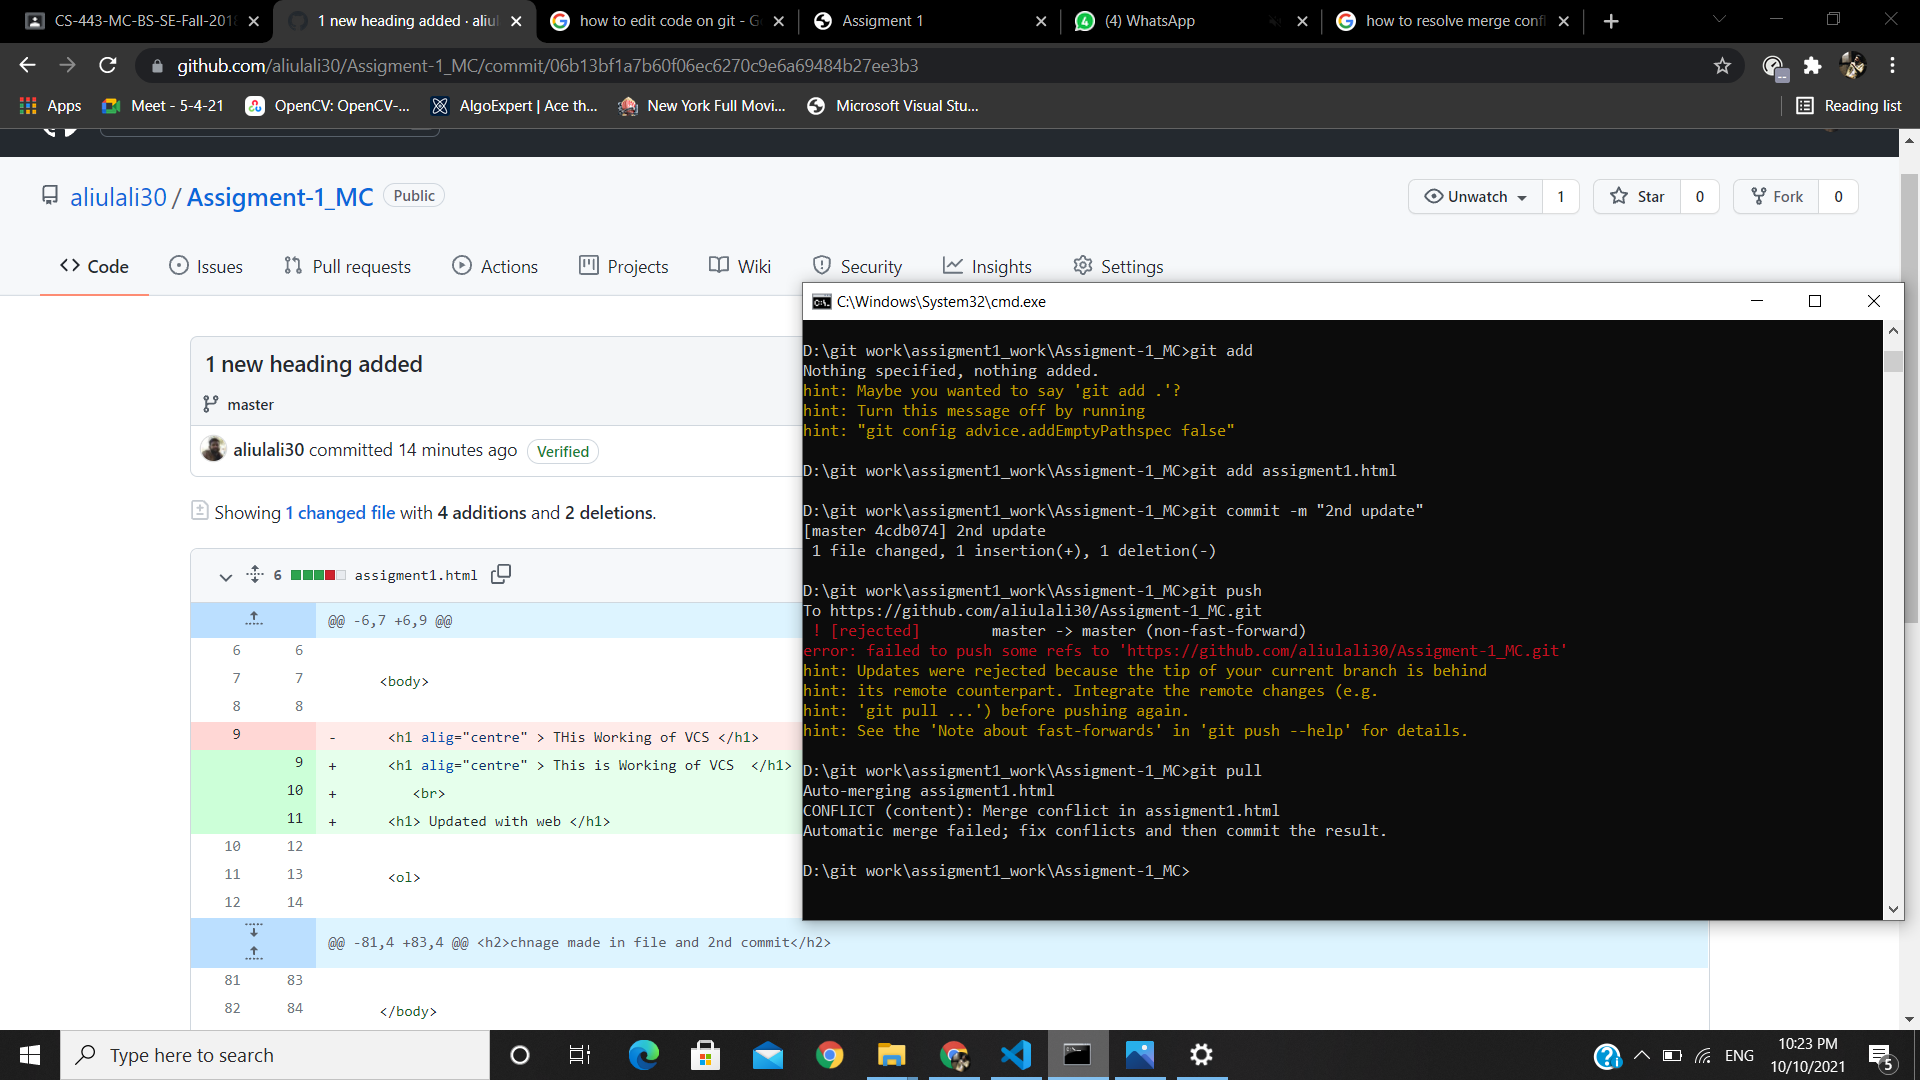 CS-443-MC-BS-SE-Fall-2018
1 new heading added · aliul
how to edit code on git - Go
Assigment 1
(4) WhatsApp
how to resolve merge confl
github.com/aliulali30/Assigment-1_MC/commit/06b13bf1a7b60f06ec6270c9e6a69484b27ee3b3
Apps
Meet - 5-4-21
OpenCV: OpenCV-...
AlgoExpert | Ace th...
New York Full Movi...
Microsoft Visual Stu...
Reading list
aliulali30 / Assigment-1_MC Public
Unwatch 1
Star 0
Fork 0
Code
Issues
Pull requests
Actions
Projects
Wiki
Security
Insights
Settings
1 new heading added
master
aliulali30 committed 14 minutes ago Verified
Showing 1 changed file with 4 additions and 2 deletions.
6 assigment1.html
@@ -6,7 +6,9 @@
6 6
7 7 <body>
8 8
9 - <h1 alig="centre" > THis Working of VCS </h1>
9 + <h1 alig="centre" > This is Working of VCS  </h1>
10 + <br>
11 + <h1> Updated with web </h1>
10 12
11 13 <ol>
12 14
@@ -81,4 +83,4 @@ <h2>chnage made in file and 2nd commit</h2>
81 83
82 84 </body>
C:\Windows\System32\cmd.exe
D:\git work\assigment1_work\Assigment-1_MC>git add
Nothing specified, nothing added.
hint: Maybe you wanted to say 'git add .'?
hint: Turn this message off by running
hint: "git config advice.addEmptyPathspec false"
D:\git work\assigment1_work\Assigment-1_MC>git add assigment1.html
D:\git work\assigment1_work\Assigment-1_MC>git commit -m "2nd update"
[master 4cdb074] 2nd update
1 file changed, 1 insertion(+), 1 deletion(-)
D:\git work\assigment1_work\Assigment-1_MC>git push
To https://github.com/aliulali30/Assigment-1_MC.git
! [rejected]        master -> master (non-fast-forward)
error: failed to push some refs to 'https://github.com/aliulali30/Assigment-1_MC.git'
hint: Updates were rejected because the tip of your current branch is behind
hint: its remote counterpart. Integrate the remote changes (e.g.
hint: 'git pull ...') before pushing again.
hint: See the 'Note about fast-forwards' in 'git push --help' for details.
D:\git work\assigment1_work\Assigment-1_MC>git pull
Auto-merging assigment1.html
CONFLICT (content): Merge conflict in assigment1.html
Automatic merge failed; fix conflicts and then commit the result.
D:\git work\assigment1_work\Assigment-1_MC>
Type here to search
ENG
10:23 PM
10/10/2021
5